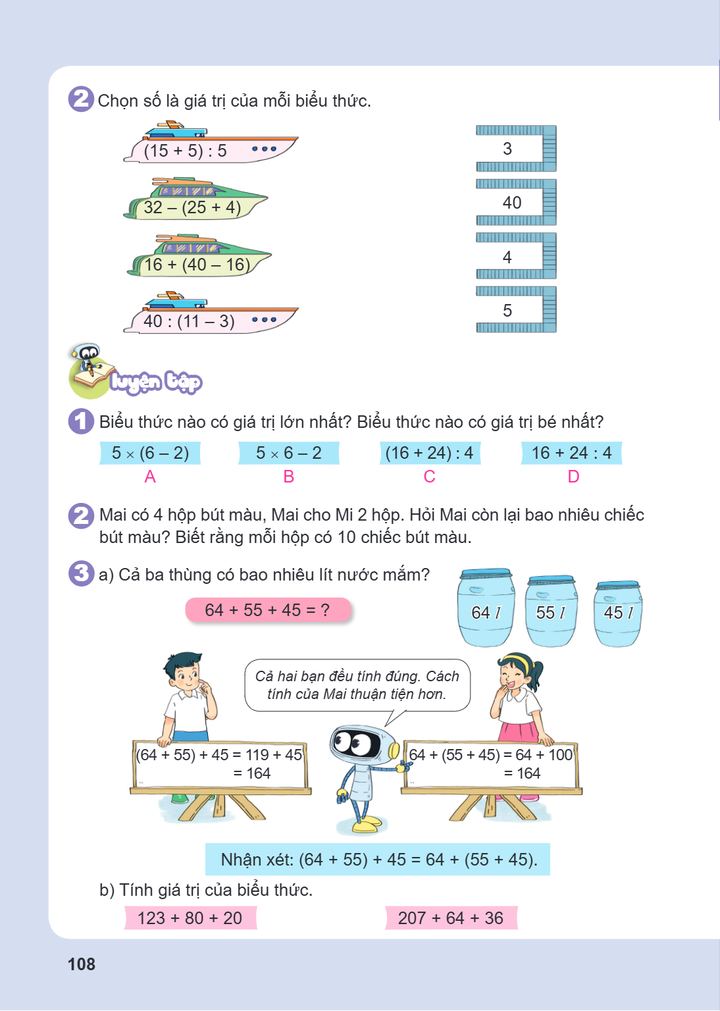 2 Chọn số là giá trị của mỗi biểu thức.
(15 + 5) : 5
3
32 – (25 + 4)
40
16 + (40 – 16)
4
40 : (11 – 3)
5
luyện tập
1 Biểu thức nào có giá trị lớn nhất? Biểu thức nào có giá trị bé nhất?
5 × (6 – 2) 5 × 6 – 2 (16 + 24) : 4 16 + 24 : 4
A B C D
2 Mai có 4 hộp bút màu, Mai cho Mi 2 hộp. Hỏi Mai còn lại bao nhiêu chiếc
bút màu? Biết rằng mỗi hộp có 10 chiếc bút màu.
3 a) Cả ba thùng có bao nhiêu lít nước mắm?
64 + 55 + 45 = ?
64 l 55 l 45 l
Cả hai bạn đều tính đúng. Cách
tính của Mai thuận tiện hơn.
(64 + 55) + 45 = 119 + 45
= 164
64 + (55 + 45) = 64 + 100
= 164
Nhận xét: (64 + 55) + 45 = 64 + (55 + 45).
b) Tính giá trị của biểu thức.
123 + 80 + 20 207 + 64 + 36
108